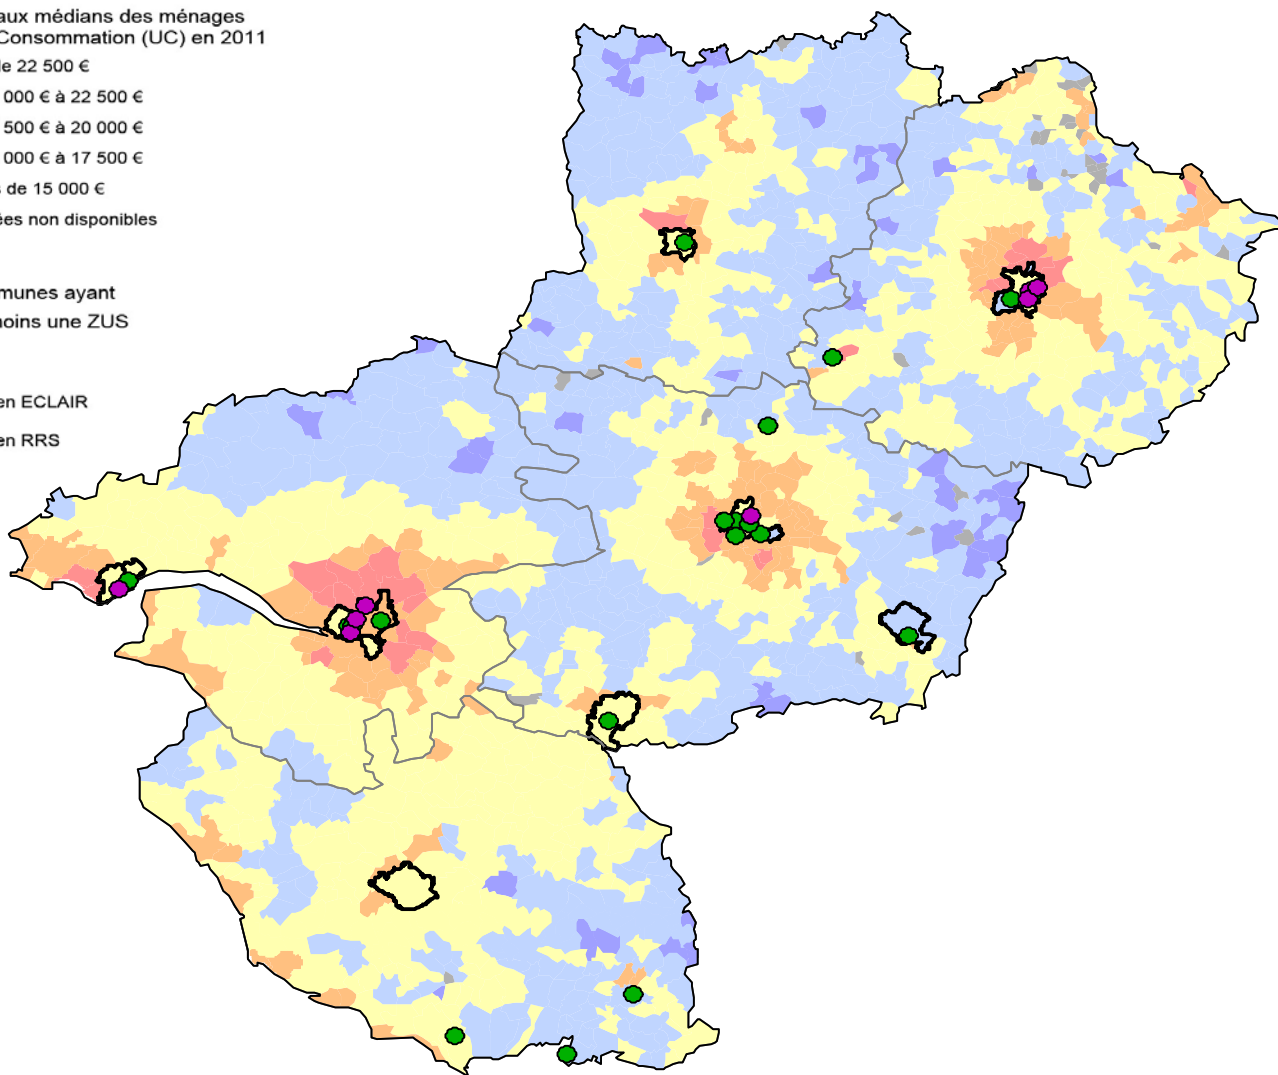 aux médians des ménages
Consommation (UC) en 2011
de 22 500 €
000 € à 22 500 €
500 € à 20 000 €
000 € à 17 500 €
s de 15 000 €
ées non disponibles
munes ayant
moins une ZUS
en ECLAIR
en RRS